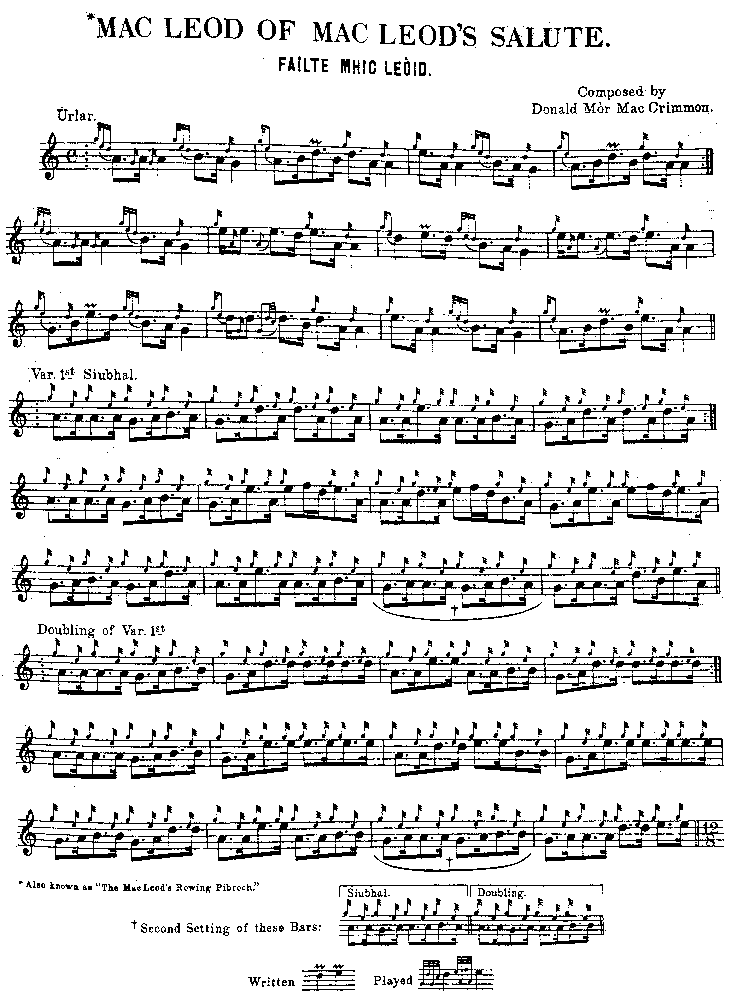 *MAC LEOD OF MAC LEOD'S SALUTE.
FAILTE MHIC LEÒID.
Composed by
Donald Mòr Mac Crimmon.
Urlar.
Var. 1st Siubhal.
†
Doubling of Var. 1st
†
12
8
*Also known as "The Mac Leod's Rowing Pibroch."
Siubhal. Doubling.
† Second Setting of these Bars:
Written Played